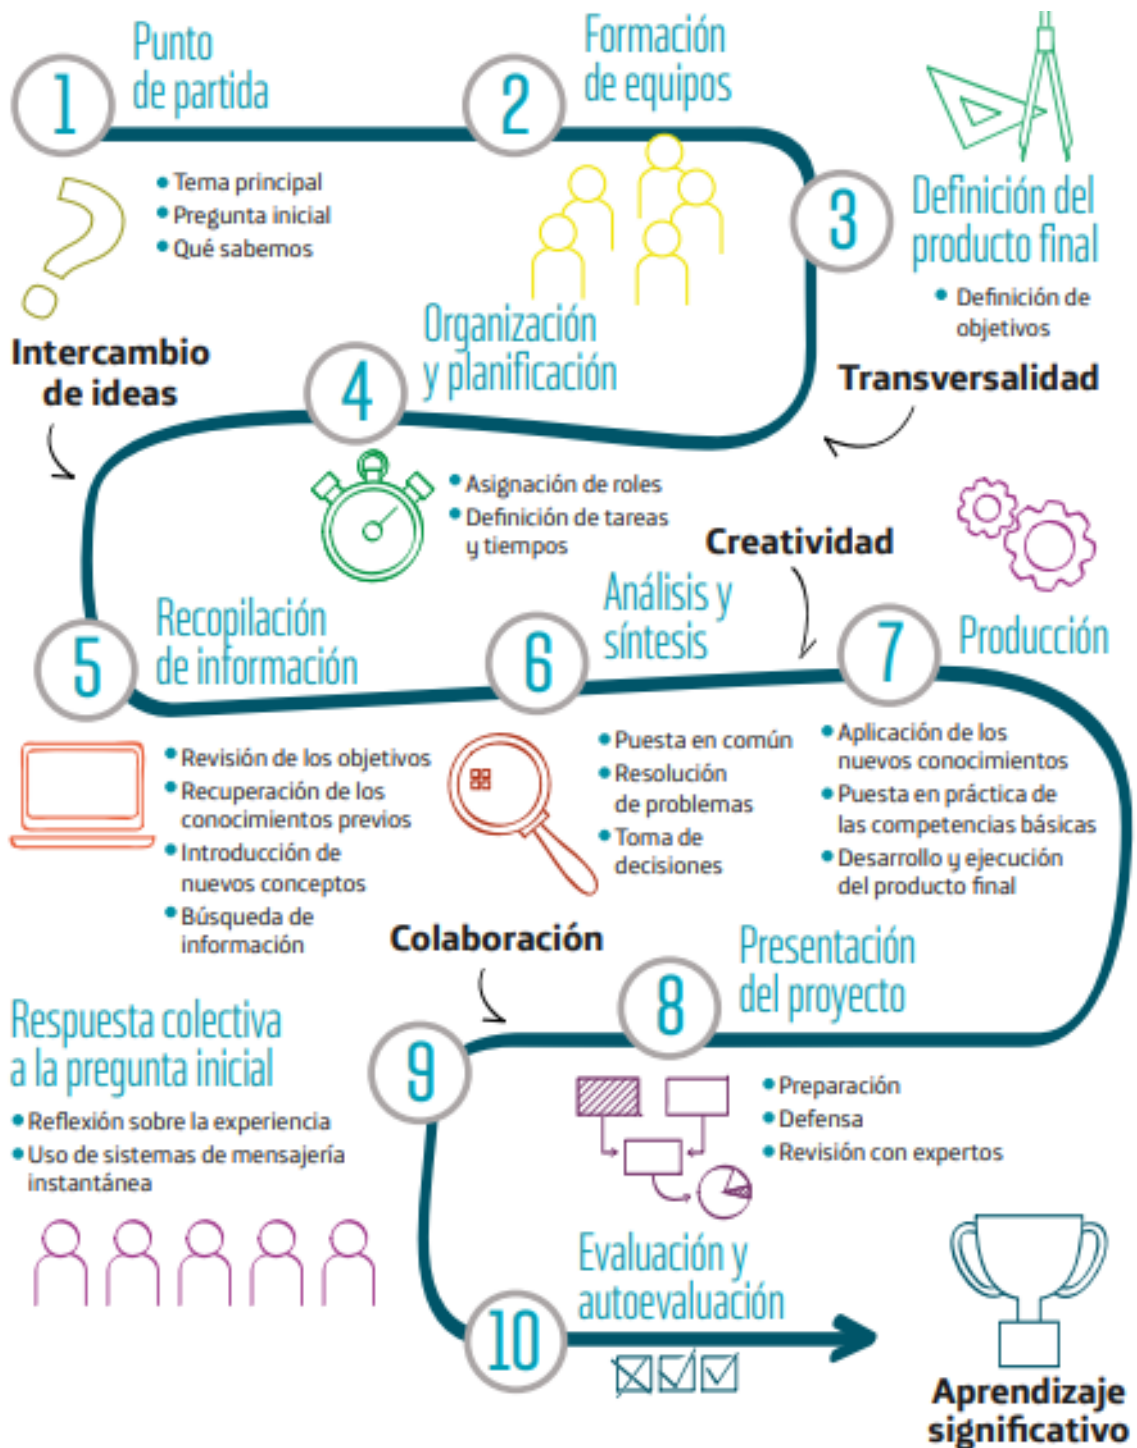 1
Punto
de partida
• Tema principal
• Pregunta inicial
• Qué sabemos
2
Formación
de equipos
3
Definición del
producto final
• Definición de
objetivos
Transversalidad
4
Organización
y planificación
• Asignación de roles
• Definición de tareas
y tiempos
Intercambio
de ideas
5
Recopilación
de información
• Revisión de los objetivos
• Recuperación de los
conocimientos previos
• Introducción de
nuevos conceptos
• Búsqueda de
información
6
Análisis y
síntesis
• Puesta en común
• Resolución
de problemas
• Toma de
decisiones
Creatividad
7
Producción
• Aplicación de los
nuevos conocimientos
• Puesta en práctica de
las competencias básicas
• Desarrollo y ejecución
del producto final
8
Presentación
del proyecto
• Preparación
• Defensa
• Revisión con expertos
Colaboración
9
Respuesta colectiva
a la pregunta inicial
• Reflexión sobre la experiencia
• Uso de sistemas de mensajería
instantánea
10
Evaluación y
autoevaluación
Aprendizaje
significativo